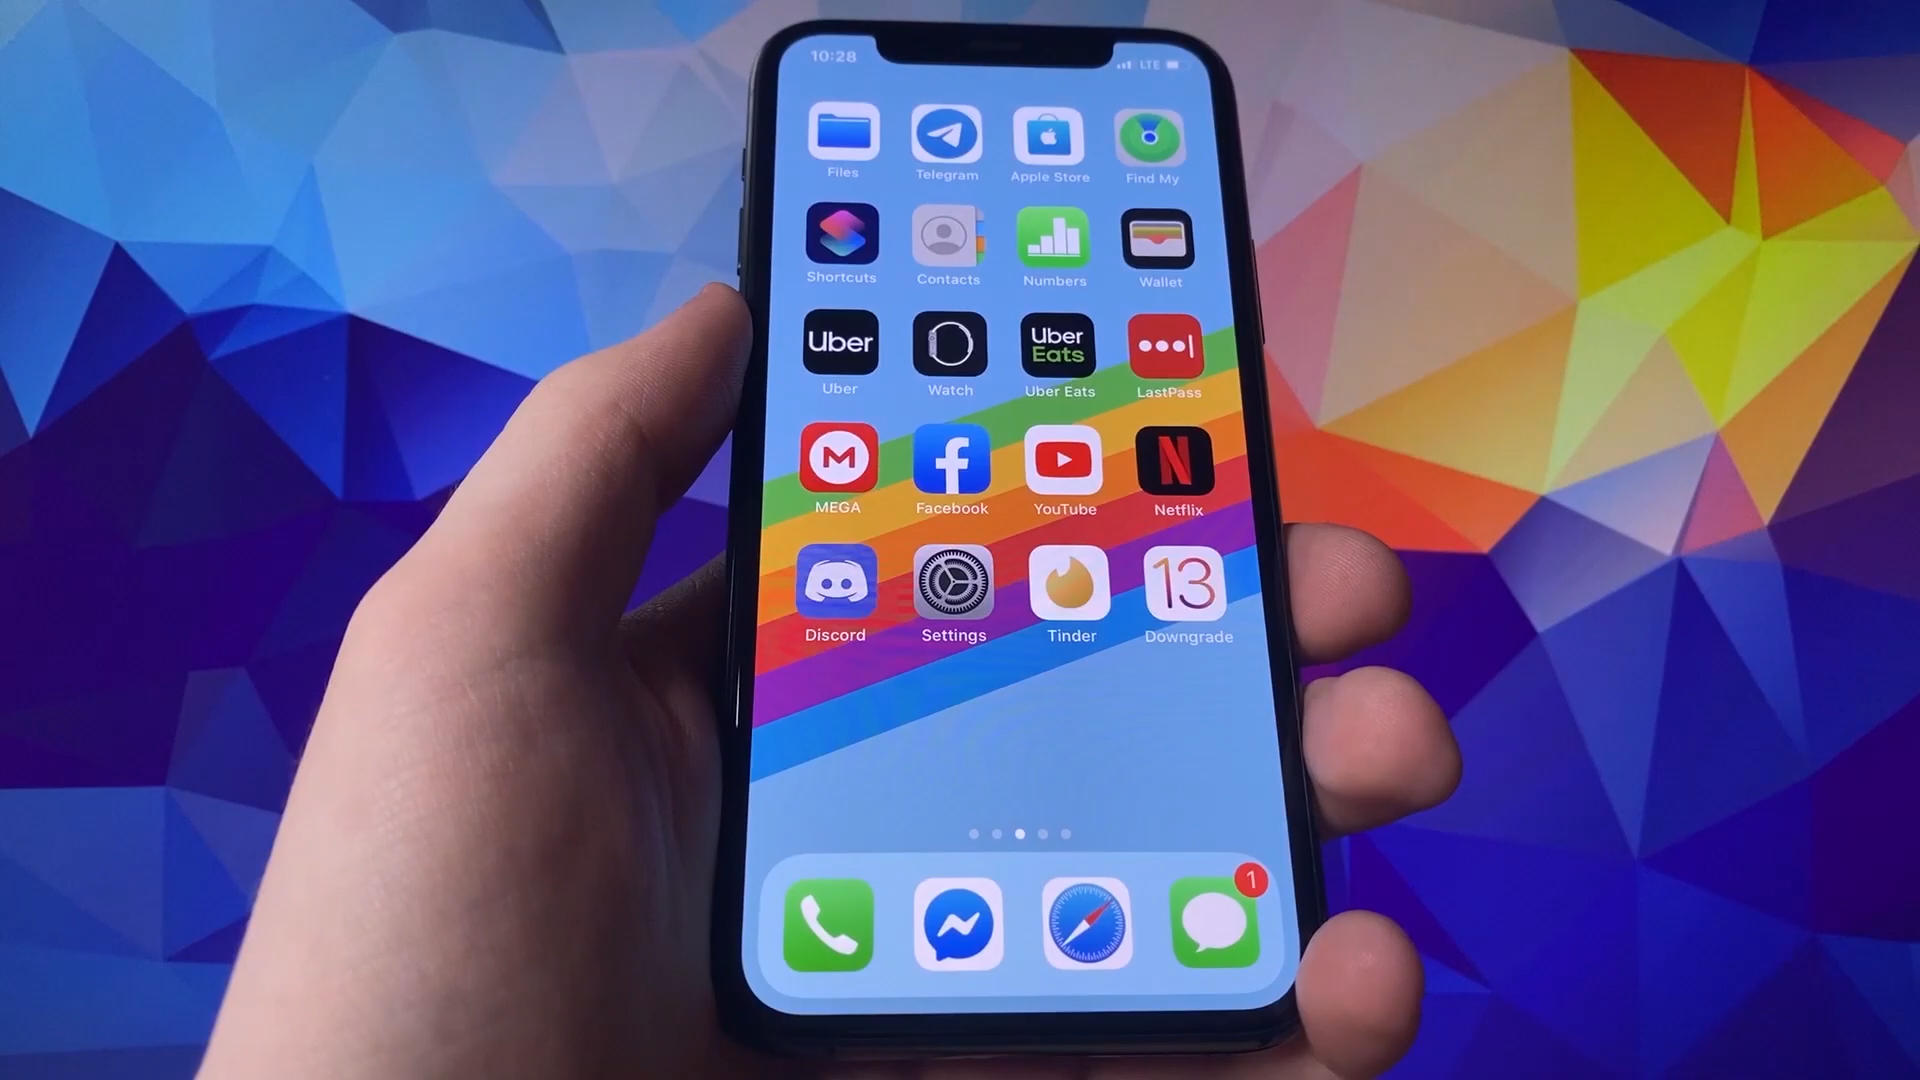 10:28 LTE
Files Telegram Apple Store Find My
Shortcuts Contacts Numbers Wallet
Uber Uber Eats
Uber Watch Uber Eats LastPass
M f N
MEGA Facebook YouTube Netflix
13
Discord Settings Tinder Downgrade
1